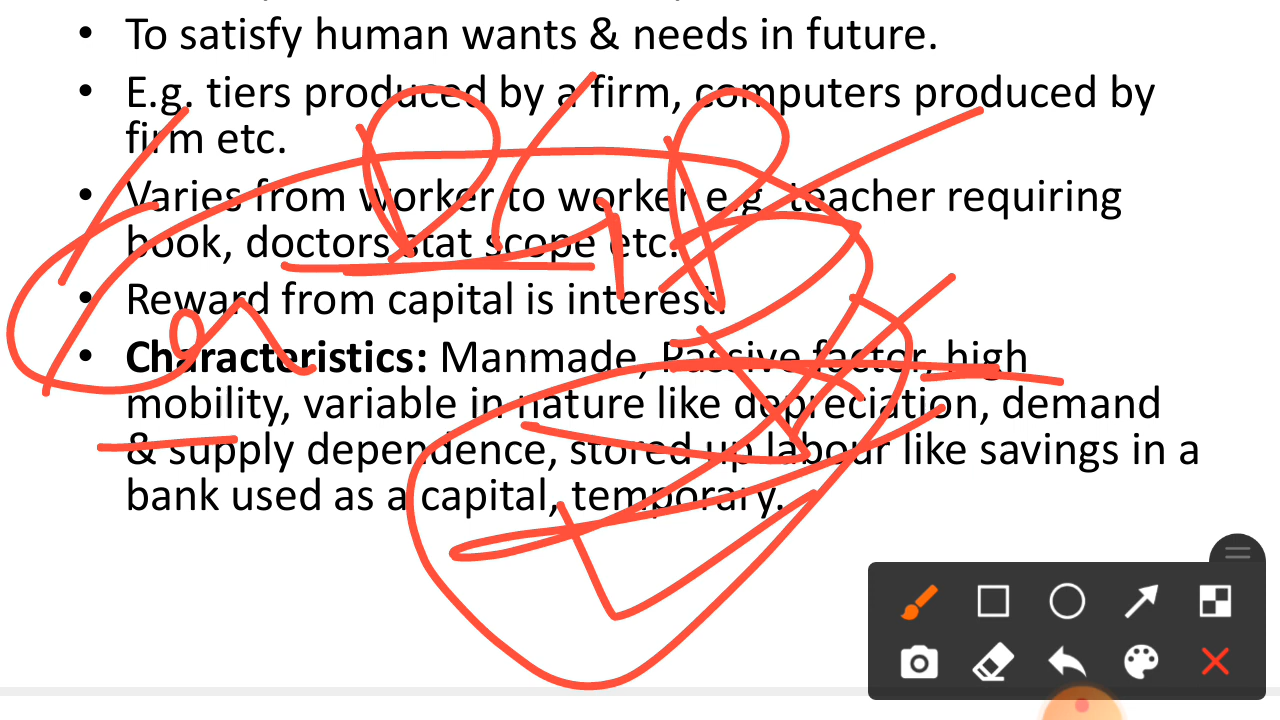 • To satisfy human wants & needs in future.
• E.g. tiers produced by a firm, computers produced by
firm etc.
• Varies from worker to worker e.g. teacher requiring
book, doctors stat scope etc.
• Reward from capital is interest.
• Characteristics: Manmade, Passive factor, high
mobility, variable in nature like depreciation, demand
& supply dependence, stored up labour like savings in a
bank used as a capital, temporary.